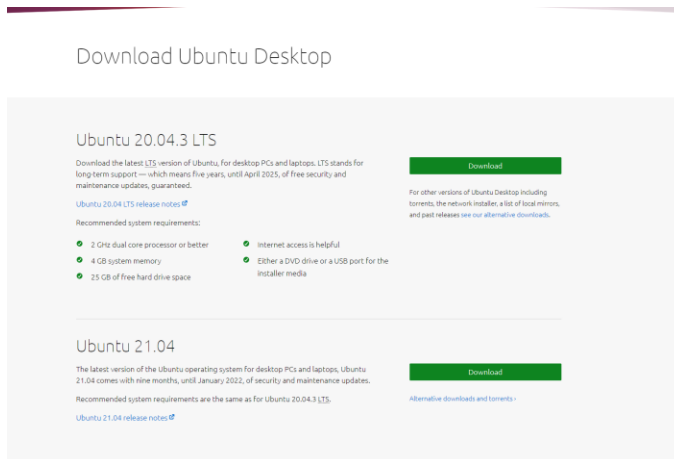 Download Ubuntu Desktop
Ubuntu 20.04.3 LTS
Download the latest LTS version of Ubuntu, for desktop PCs and laptops. LTS stands for
long-term support — which means five years, until April 2025, of free security and
maintenance updates, guaranteed.
Ubuntu 20.04 LTS release notes
Recommended system requirements:
2 GHz dual core processor or better
4 GB system memory
25 GB of free hard drive space
Internet access is helpful
Either a DVD drive or a USB port for the
installer media
Download
For other versions of Ubuntu Desktop including
torrents, the network installer, a list of local mirrors,
and past releases see our alternative downloads.
Ubuntu 21.04
The latest version of the Ubuntu operating system for desktop PCs and laptops, Ubuntu
21.04 comes with nine months, until January 2022, of security and maintenance updates.
Recommended system requirements are the same as for Ubuntu 20.04.3 LTS.
Ubuntu 21.04 release notes
Download
Alternative downloads and torrents ›